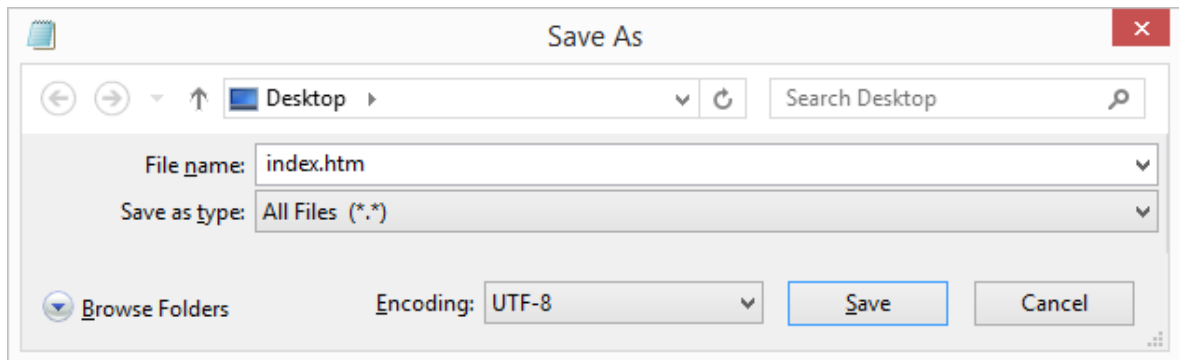 Save As
Desktop
Search Desktop
File name: index.htm
Save as type: All Files (*.*)
Browse Folders Encoding: UTF-8 Save Cancel